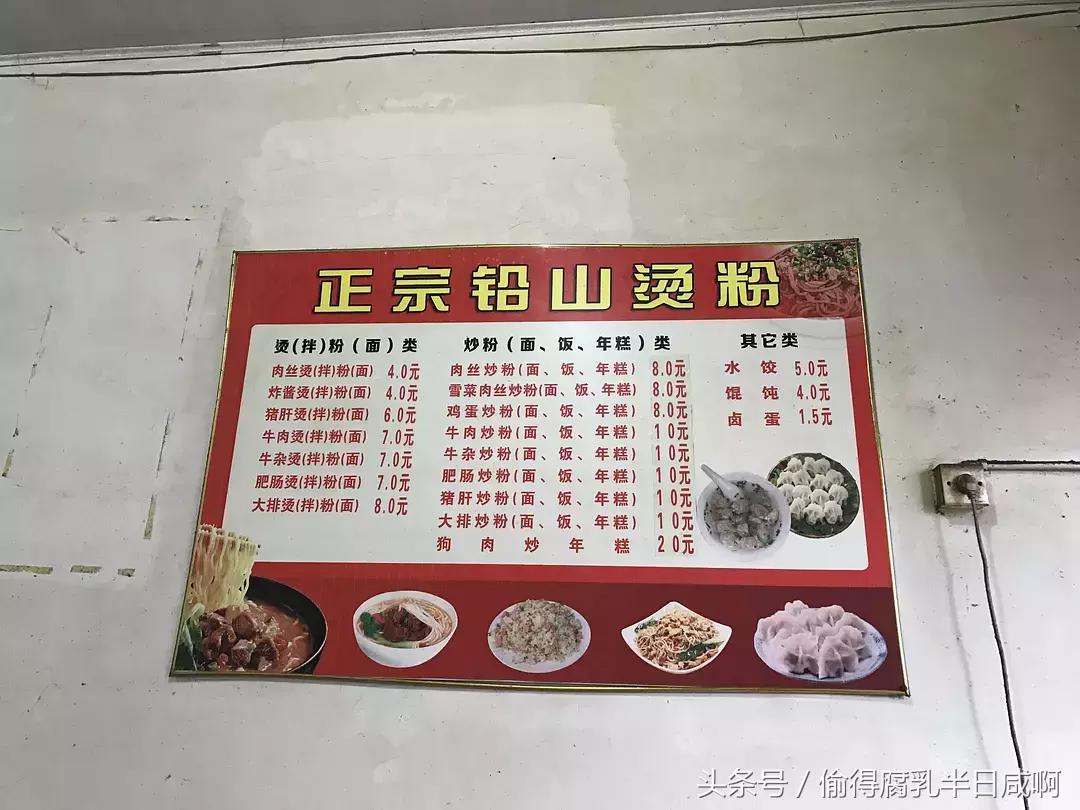 正宗铅山烫粉
烫(拌)粉(面)类
肉丝烫(拌)粉(面) 4.0元
炸酱烫(拌)粉(面) 4.0元
猪肝烫(拌)粉(面) 6.0元
牛肉烫(拌)粉(面) 7.0元
牛杂烫(拌)粉(面) 7.0元
肥肠烫(拌)粉(面) 7.0元
大排烫(拌)粉(面) 8.0元
炒粉(面、饭、年糕)类
肉丝炒粉(面、饭、年糕) 8.0元
雪菜肉丝炒粉(面、饭、年糕) 8.0元
鸡蛋炒粉(面、饭、年糕) 8.0元
牛肉炒粉(面、饭、年糕) 10元
牛杂炒粉(面、饭、年糕) 10元
肥肠炒粉(面、饭、年糕) 10元
猪肝炒粉(面、饭、年糕) 10元
大排炒粉(面、饭、年糕) 10元
狗肉炒年糕 20元
其它类
水饺 5.0元
馄饨 4.0元
卤蛋 1.5元
头条号 / 偷得腐乳半日咸啊